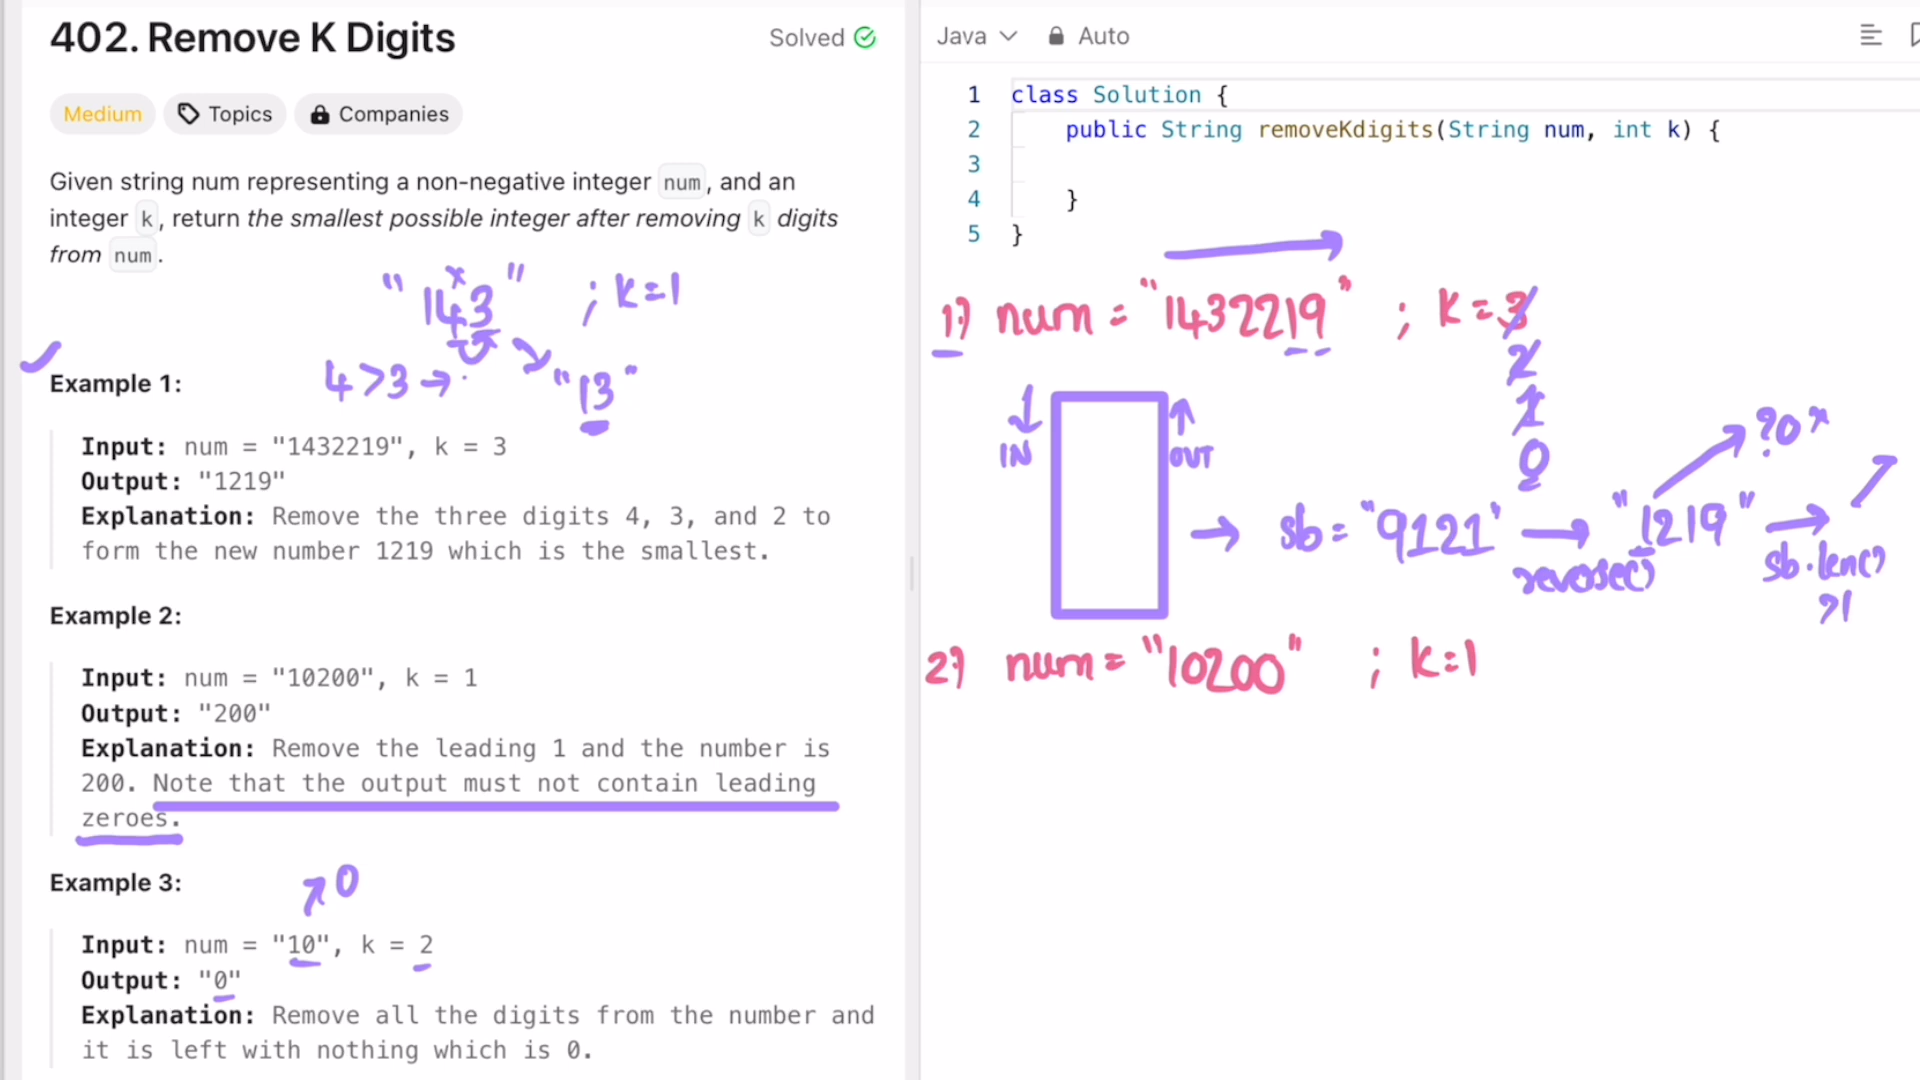 402. Remove K Digits
Solved
Medium
Topics
Companies
Given string num representing a non-negative integer num, and an
integer k, return the smallest possible integer after removing k digits
from num.
"143" ; k=1
x
4>3→
"13"
Example 1:
Input: num = "1432219", k = 3
Output: "1219"
Explanation: Remove the three digits 4, 3, and 2 to
form the new number 1219 which is the smallest.
Example 2:
Input: num = "10200", k = 1
Output: "200"
Explanation: Remove the leading 1 and the number is
200. Note that the output must not contain leading
zeroes.
Example 3:
0
Input: num = "10", k = 2
Output: "0"
Explanation: Remove all the digits from the number and
it is left with nothing which is 0.
Java
Auto
1 class Solution {
2 public String removeKdigits(String num, int k) {
3
4 }
5 }
1) num = "1432219" ; k=3
2
1
0
IN
OUT
?0 x
→ sb= "9121" → "1219" →
reverse()
sb.len()
>1
2) num= "10200" ; k=1